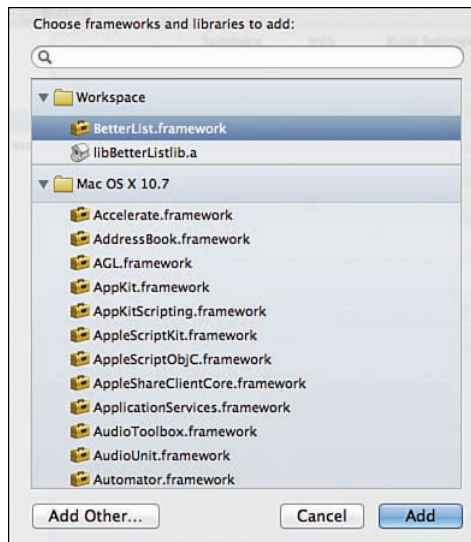 Choose frameworks and libraries to add:
Workspace
BetterList.framework
libBetterListlib.a
Mac OS X 10.7
Accelerate.framework
AddressBook.framework
AGL.framework
AppKit.framework
AppKitScripting.framework
AppleScriptKit.framework
AppleScriptObjC.framework
AppleShareClientCore.framework
ApplicationServices.framework
AudioToolbox.framework
AudioUnit.framework
Automator.framework
Add Other... Cancel Add